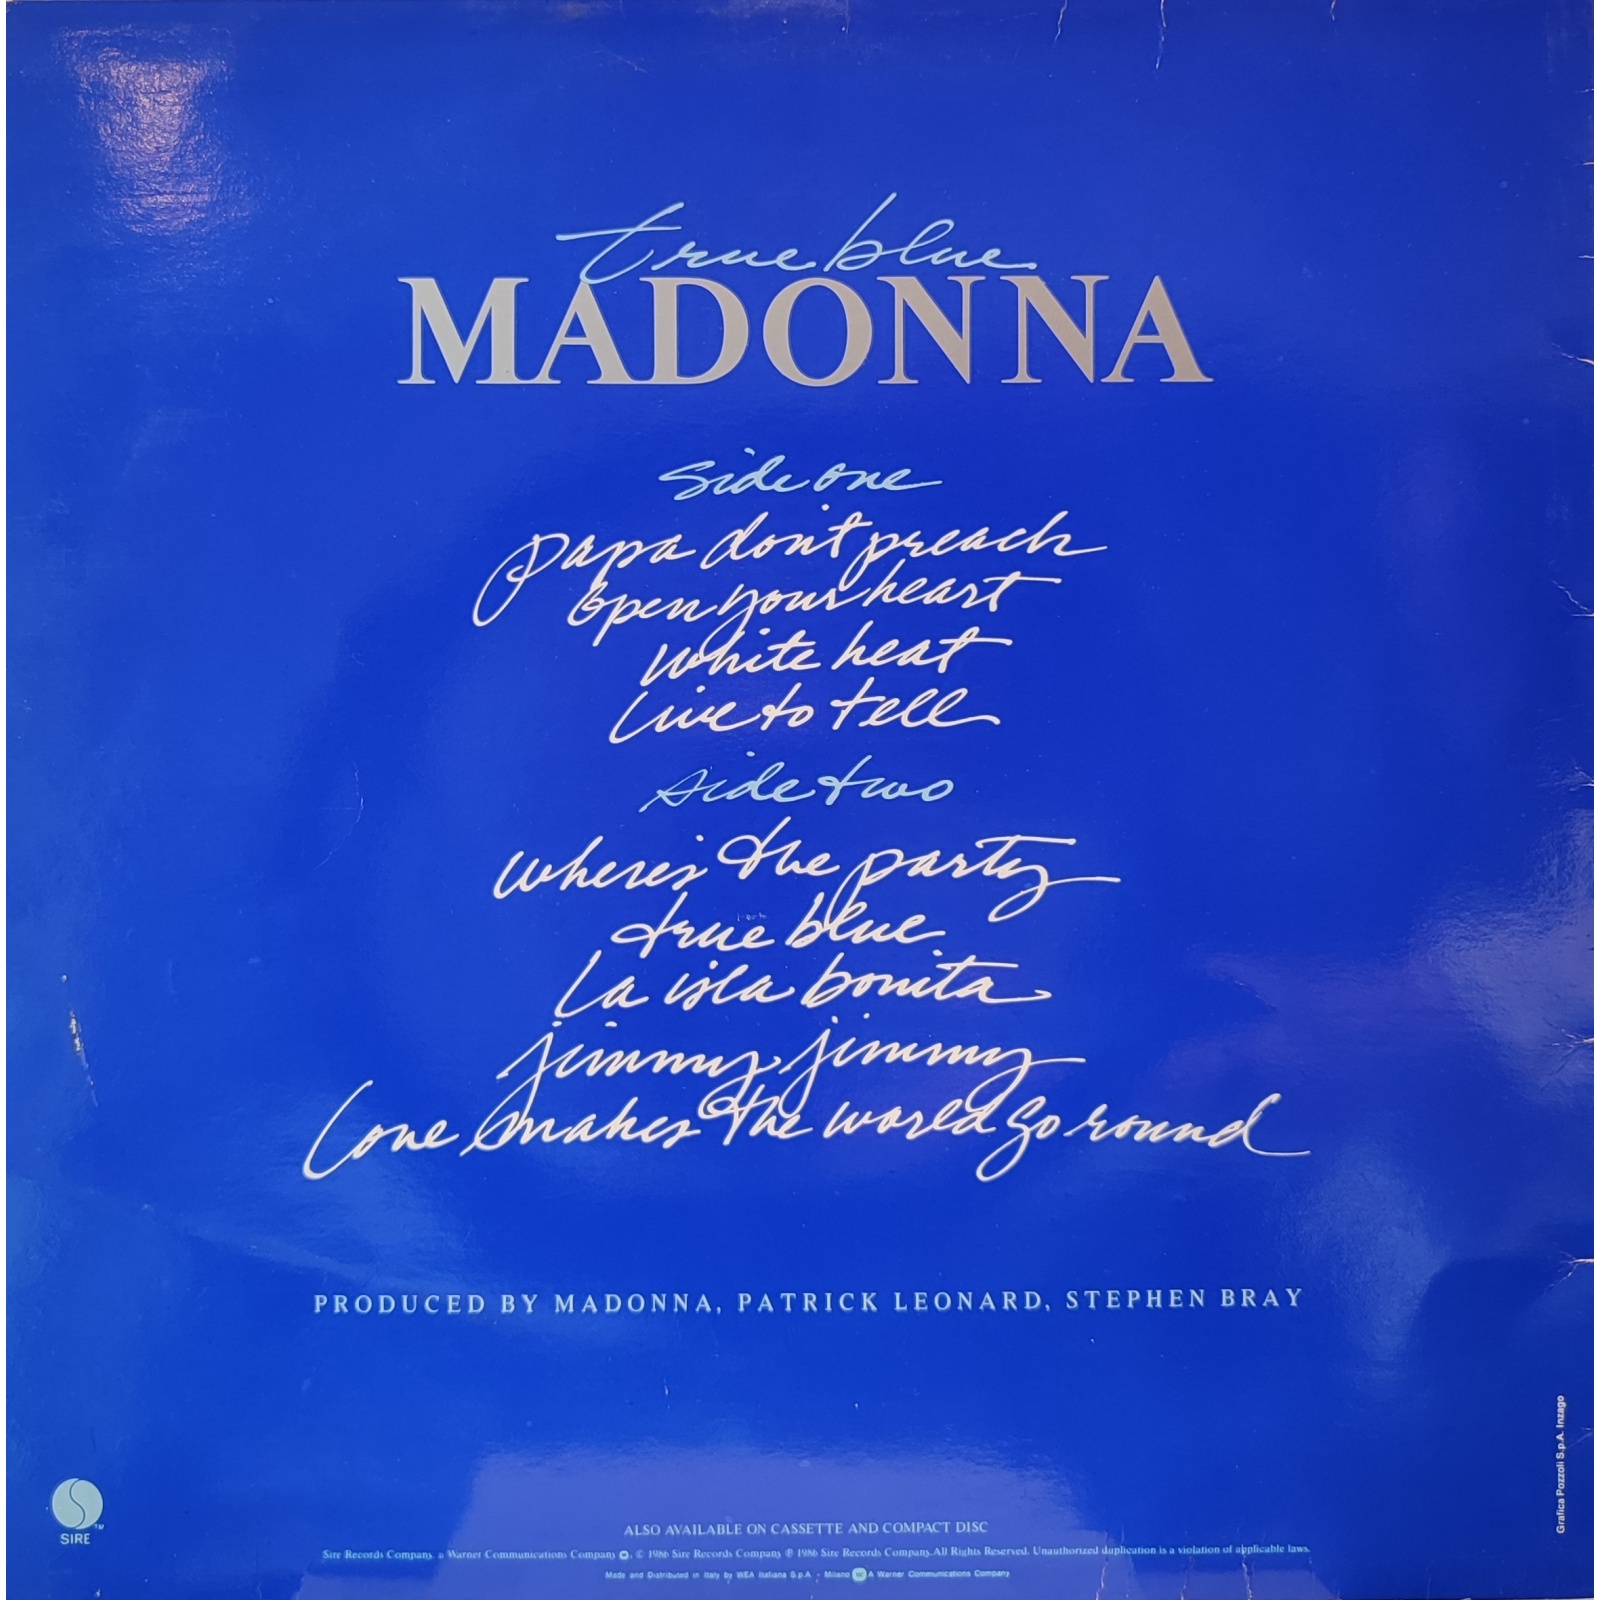 true blue
MADONNA
side one
Papa don't preach
Open your heart
White heat
Live to tell
side two
where's the party
true blue
La isla bonita
jimmy, jimmy
Love makes the world go round
PRODUCED BY MADONNA, PATRICK LEONARD, STEPHEN BRAY
SIRE ™
ALSO AVAILABLE ON CASSETTE AND COMPACT DISC
Sire Records Company, a Warner Communications Company, © 1986 Sire Records Company ℗ 1986 Sire Records Company. All Rights Reserved. Unauthorized duplication is a violation of applicable laws.
Made and Distributed in Italy by WEA Italiana S.p.A. - Milano A Warner Communications Company
Grafica Pozzoli S.p.A. Inzago